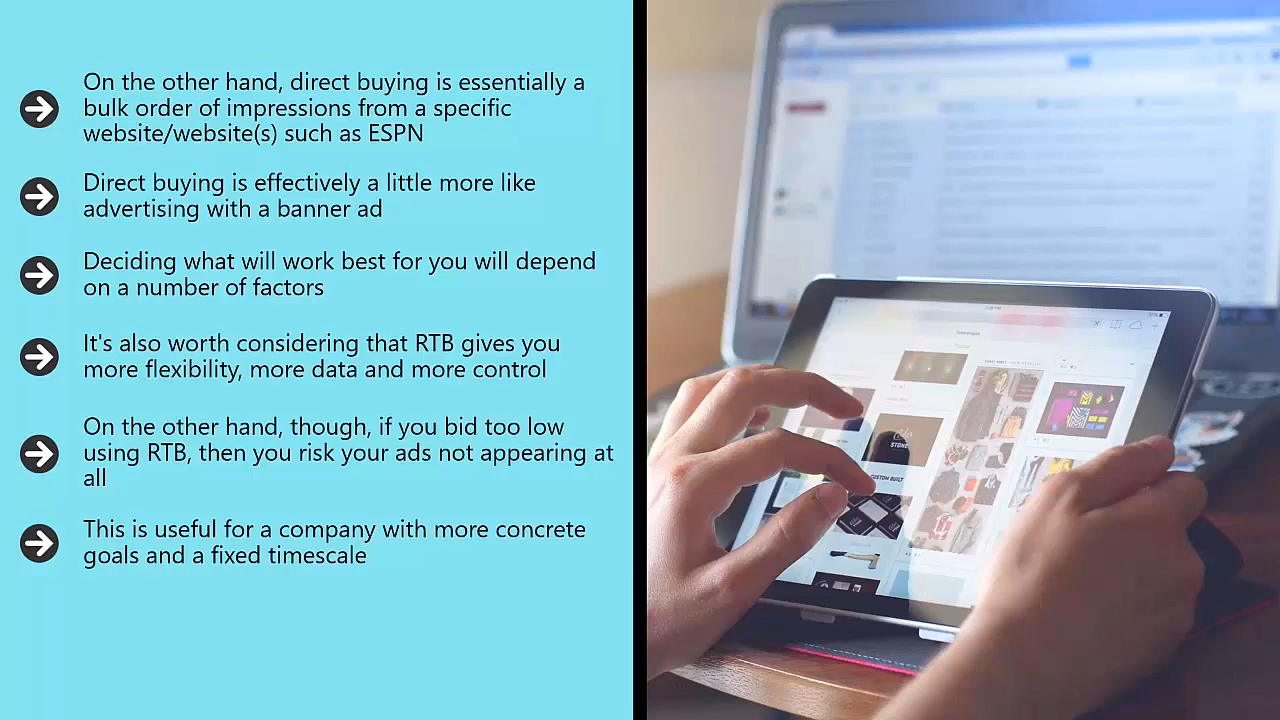 On the other hand, direct buying is essentially a
bulk order of impressions from a specific
website/website(s) such as ESPN
Direct buying is effectively a little more like
advertising with a banner ad
Deciding what will work best for you will depend
on a number of factors
It's also worth considering that RTB gives you
more flexibility, more data and more control
On the other hand, though, if you bid too low
using RTB, then you risk your ads not appearing at
all
This is useful for a company with more concrete
goals and a fixed timescale
CUSTOM BUILT